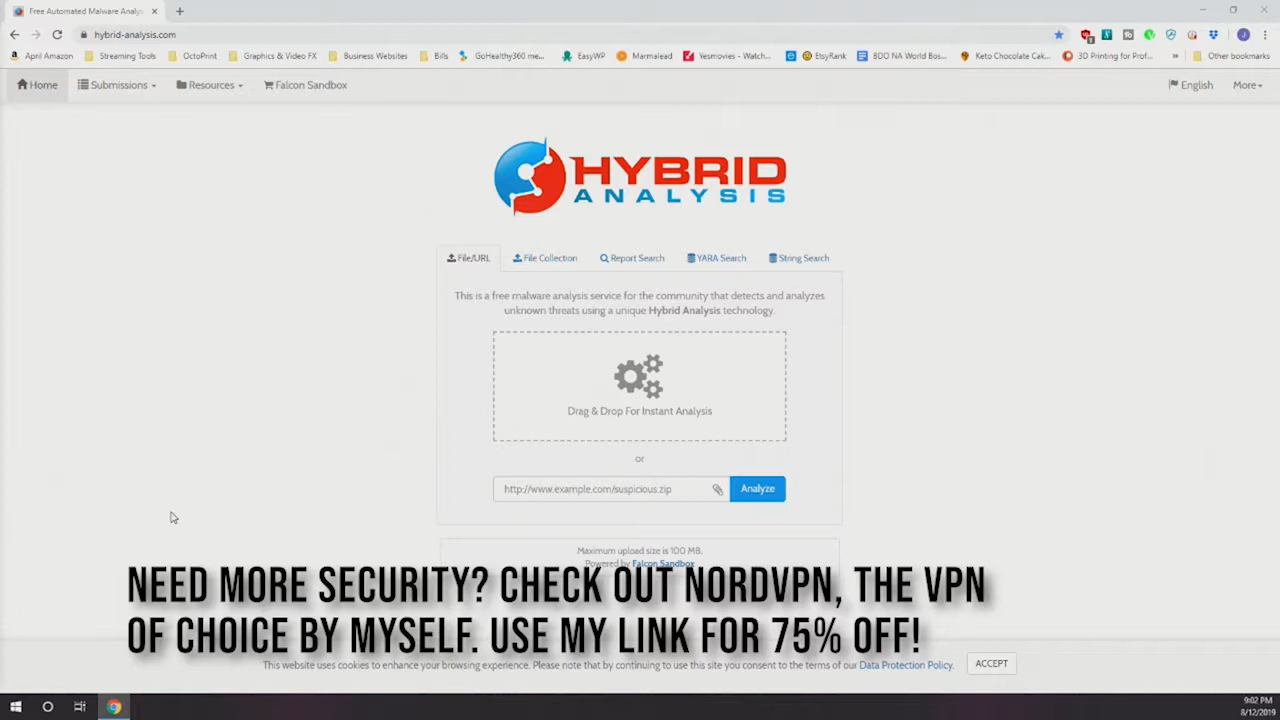 Free Automated Malware Analy
hybrid-analysis.com
April Amazon
Streaming Tools
OctoPrint
Graphics & Video FX
Business Websites
Bills
GoHealthy360 me...
EasyWP
Marmalead
Yesmovies - Watch...
EtsyRank
BDO NA World Bos...
Keto Chocolate Cak...
3D Printing for Prof...
»
Other bookmarks
Home
Submissions
Resources
Falcon Sandbox
English
More
HYBRID
ANALYSIS
File/URL
File Collection
Report Search
YARA Search
String Search
This is a free malware analysis service for the community that detects and analyzes
unknown threats using a unique Hybrid Analysis technology.
Drag & Drop For Instant Analysis
or
http://www.example.com/suspicious.zip
Analyze
Maximum upload size is 100 MB.
Powered by Falcon Sandbox
NEED MORE SECURITY? CHECK OUT NORDVPN, THE VPN
OF CHOICE BY MYSELF. USE MY LINK FOR 75% OFF!
This website uses cookies to enhance your browsing experience. Please note that by continuing to use this site you consent to the terms of our Data Protection Policy.
ACCEPT
9:02 PM
8/12/2019